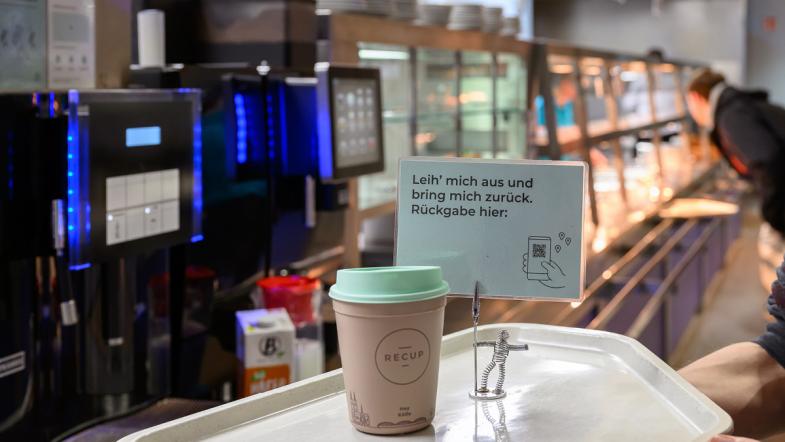 Leih’ mich aus und
bring mich zurück.
Rückgabe hier:
RECUP